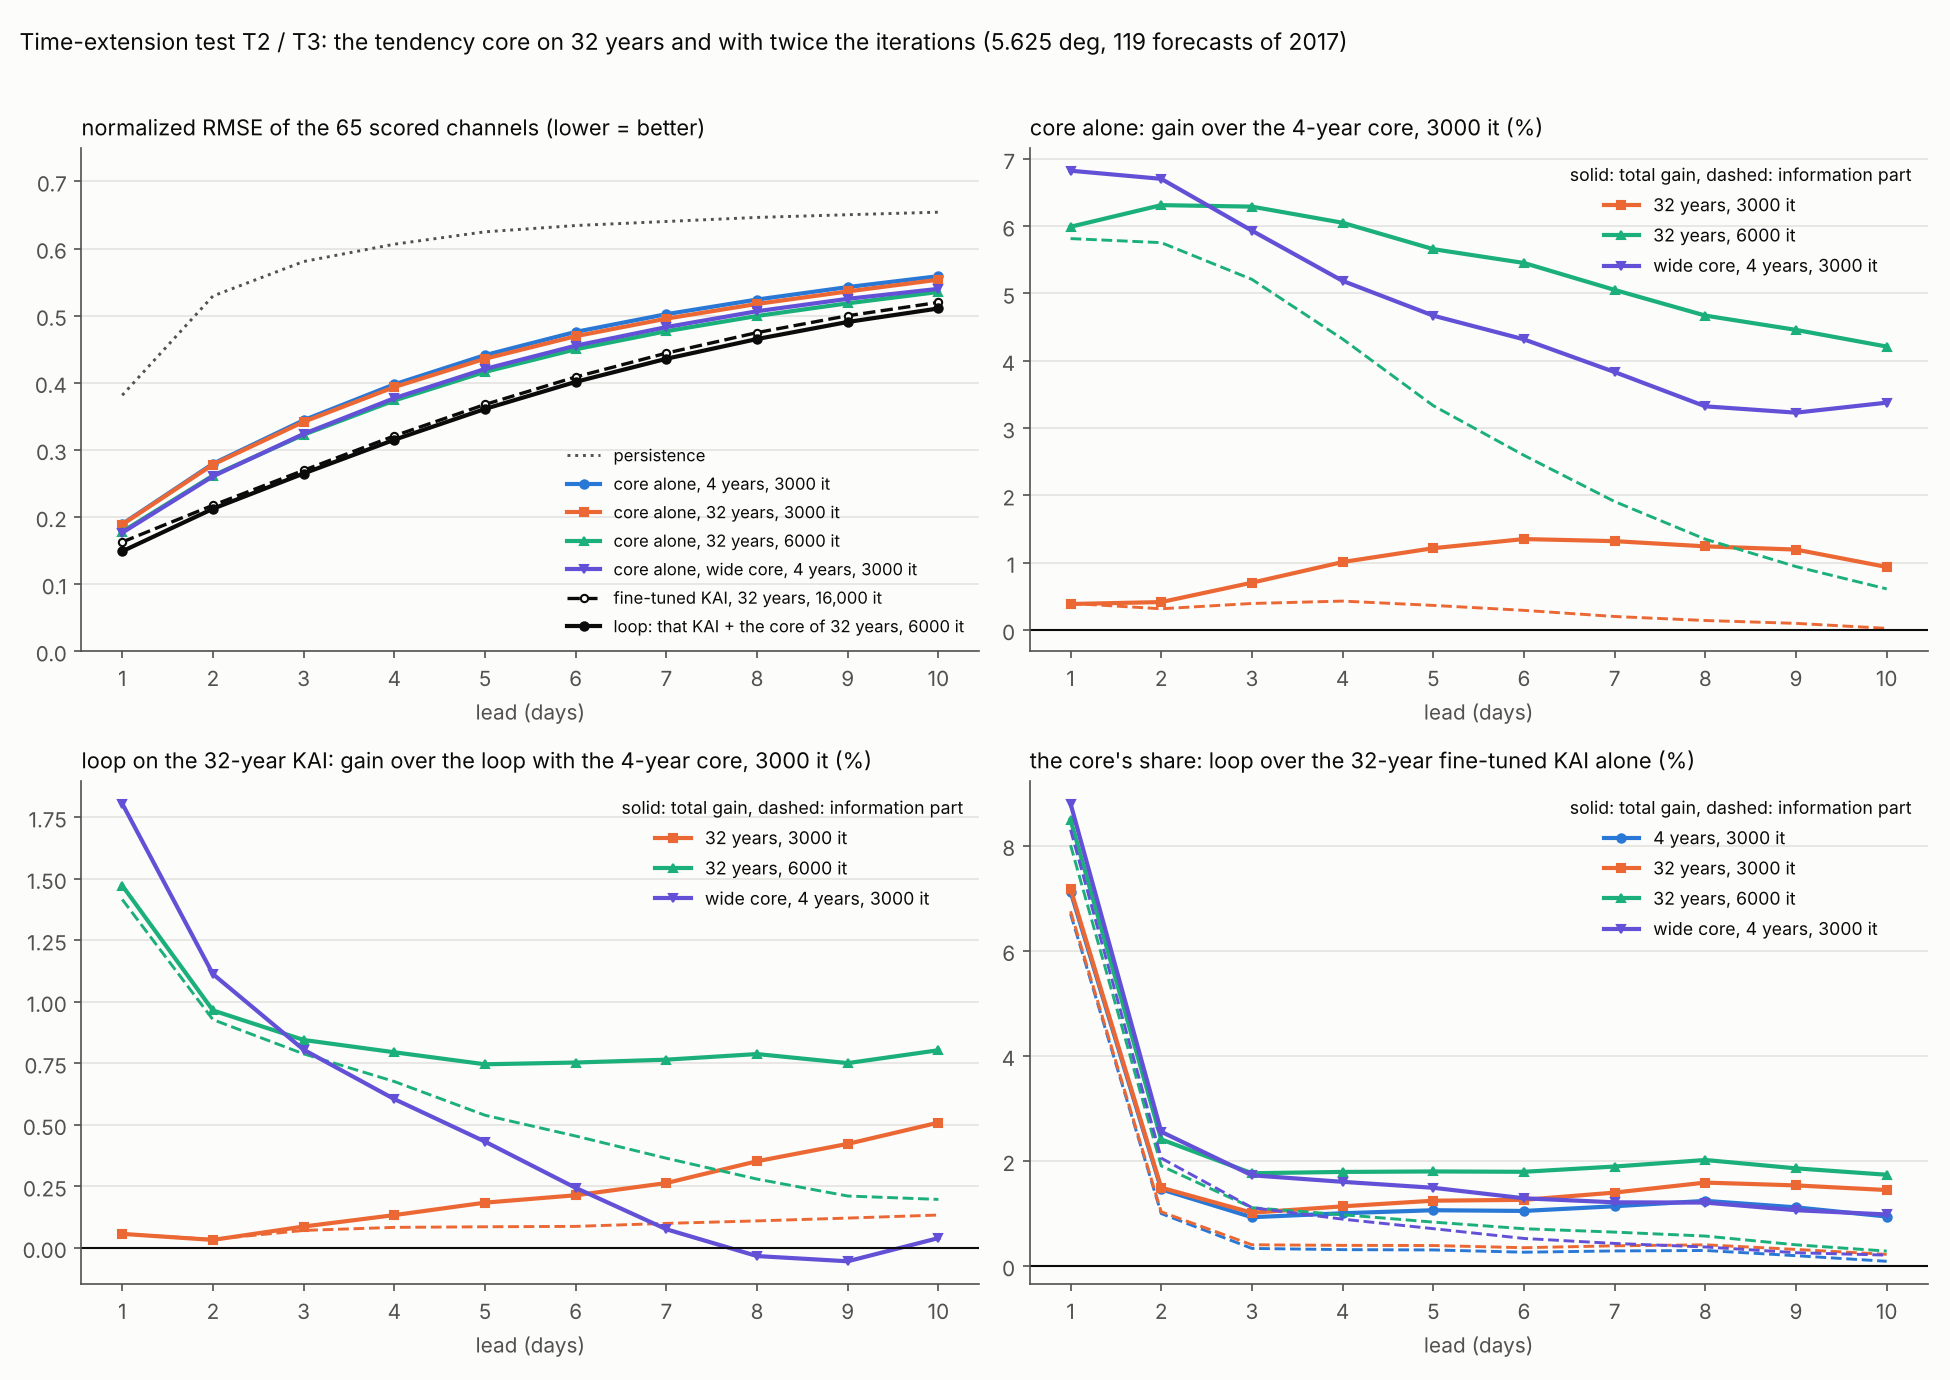 Time-extension test T2 / T3: the tendency core on 32 years and with twice the iterations (5.625 deg, 119 forecasts of 2017)
normalized RMSE of the 65 scored channels (lower = better)
0.7
0.6
0.5
0.4
0.3
0.2
0.1
0.0
persistence
core alone, 4 years, 3000 it
core alone, 32 years, 3000 it
core alone, 32 years, 6000 it
core alone, wide core, 4 years, 3000 it
fine-tuned KAI, 32 years, 16,000 it
loop: that KAI + the core of 32 years, 6000 it
1 2 3 4 5 6 7 8 9 10
lead (days)
core alone: gain over the 4-year core, 3000 it (%)
7
6
5
4
3
2
1
0
solid: total gain, dashed: information part
32 years, 3000 it
32 years, 6000 it
wide core, 4 years, 3000 it
1 2 3 4 5 6 7 8 9 10
lead (days)
loop on the 32-year KAI: gain over the loop with the 4-year core, 3000 it (%)
1.75
1.50
1.25
1.00
0.75
0.50
0.25
0.00
solid: total gain, dashed: information part
32 years, 3000 it
32 years, 6000 it
wide core, 4 years, 3000 it
1 2 3 4 5 6 7 8 9 10
lead (days)
the core's share: loop over the 32-year fine-tuned KAI alone (%)
8
6
4
2
0
solid: total gain, dashed: information part
4 years, 3000 it
32 years, 3000 it
32 years, 6000 it
wide core, 4 years, 3000 it
1 2 3 4 5 6 7 8 9 10
lead (days)